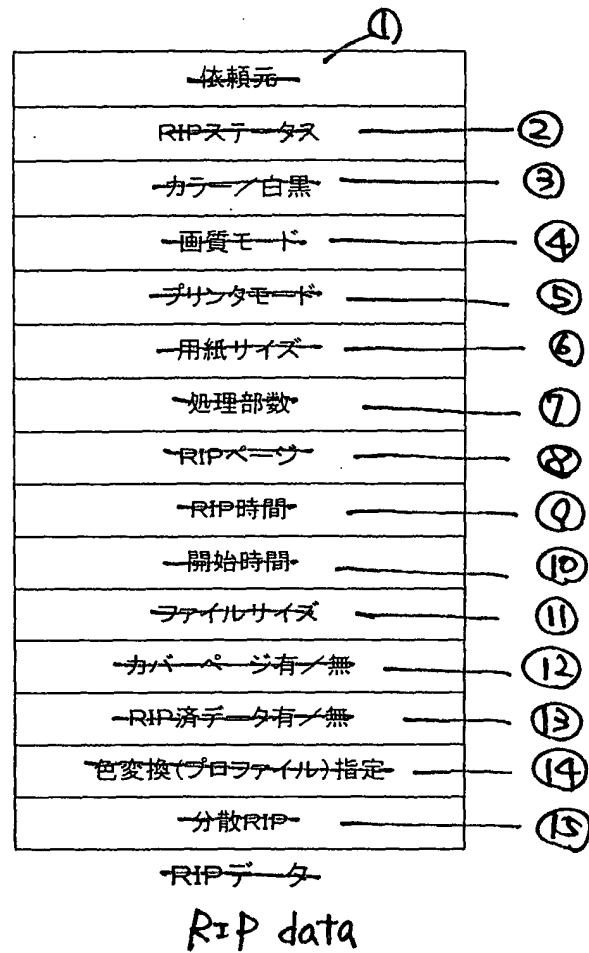 ①
依頼元
RIPステータス ②
カラー／白黒 ③
画質モード ④
プリンタモード ⑤
用紙サイズ ⑥
処理部数 ⑦
RIPページ ⑧
RIP時間 ⑨
開始時間 ⑩
ファイルサイズ ⑪
カバーページ有／無 ⑫
RIP済データ有／無 ⑬
色変換(プロファイル)指定 ⑭
分散RIP ⑮
RIPデータ
RIP data